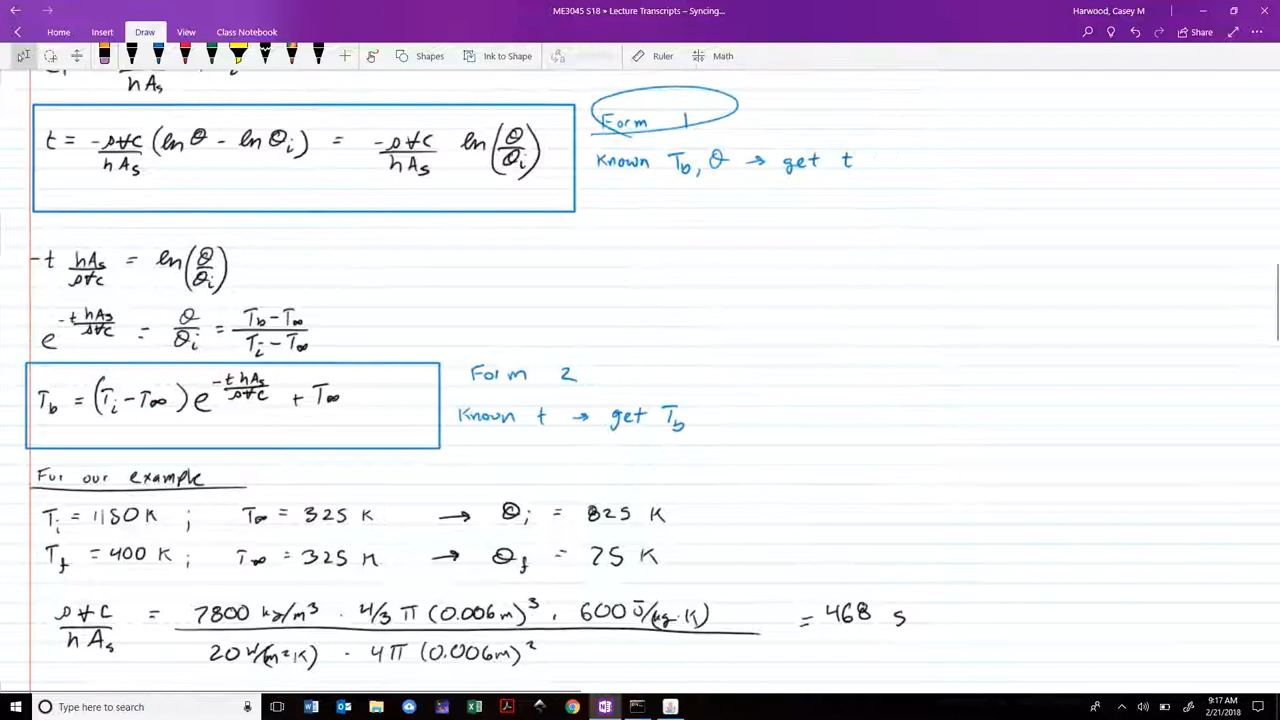 ME3045 S18 » Lecture Transcripts – Syncing...
Harwood, Casey M
Home Insert Draw View Class Notebook
Share
Shapes Ink to Shape Ruler Math
h As
t = -ρ∀c/hAs (ln θ - ln θi) = -ρ∀c/hAs ln(θ/θi)
Form 1
Known Tb, θ → get t
-t hAs/ρ∀c = ln(θ/θi)
e^(-t hAs/ρ∀c) = θ/θi = Tb - T∞/Ti - T∞
Tb = (Ti - T∞) e^(-t hAs/ρ∀c) + T∞
Form 2
Known t → get Tb
For our example
Ti = 1150 K ; T∞ = 325 K → θi = 825 K
Tf = 400 K ; T∞ = 325 K → θf = 75 K
ρ∀c/h As = 7800 kg/m³ · 4/3 π (0.006m)³ · 600 J/(kg·K) / 20 W/(m²K) · 4π (0.006m)² = 468 s
Type here to search
9:17 AM
2/21/2018